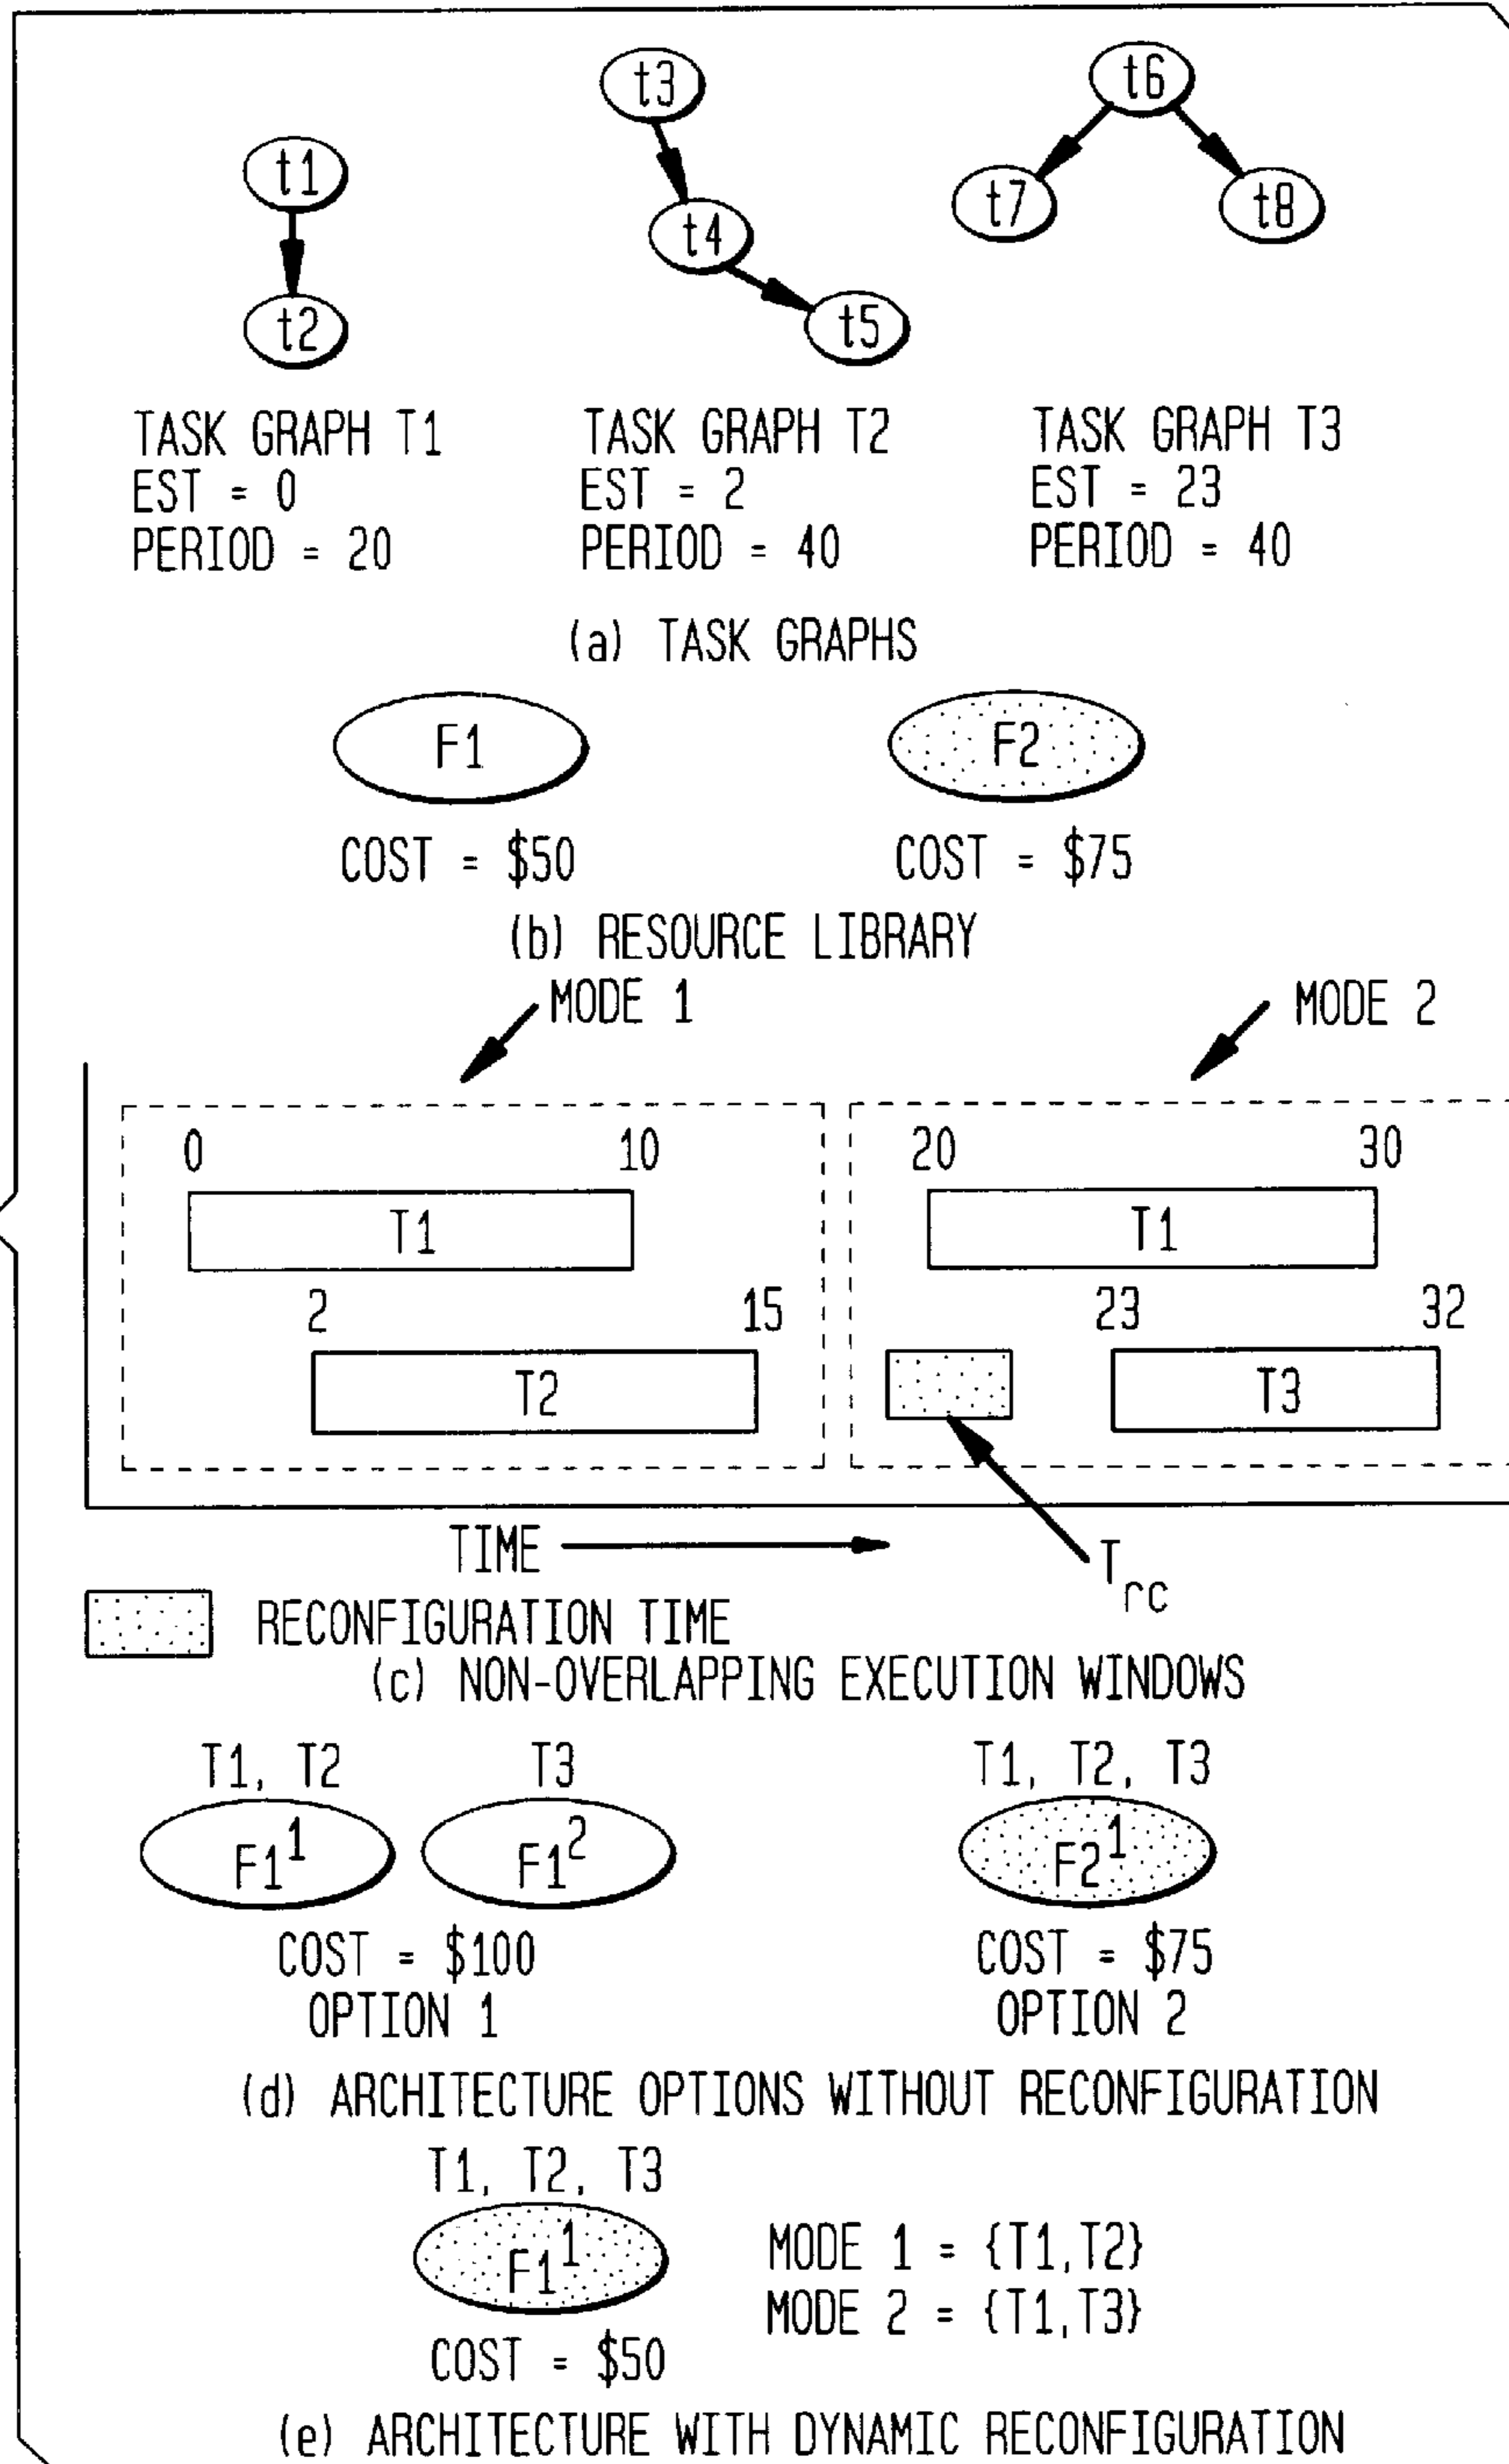 t3
t6
t1
t7
t8
t4
t2
t5
TASK GRAPH T1
EST = 0
PERIOD = 20
TASK GRAPH T2
EST = 2
PERIOD = 40
TASK GRAPH T3
EST = 23
PERIOD = 40
(a) TASK GRAPHS
F1
F2
COST = $50
COST = $75
(b) RESOURCE LIBRARY
MODE 1
MODE 2
0 10 20 30
T1 T1
2 15 23 32
T2 T3
TIME
Trc
RECONFIGURATION TIME
(c) NON-OVERLAPPING EXECUTION WINDOWS
T1, T2
T3
T1, T2, T3
F1¹
F1²
F2¹
COST = $100
COST = $75
OPTION 1
OPTION 2
(d) ARCHITECTURE OPTIONS WITHOUT RECONFIGURATION
T1, T2, T3
F1¹
MODE 1 = {T1,T2}
MODE 2 = {T1,T3}
COST = $50
(e) ARCHITECTURE WITH DYNAMIC RECONFIGURATION